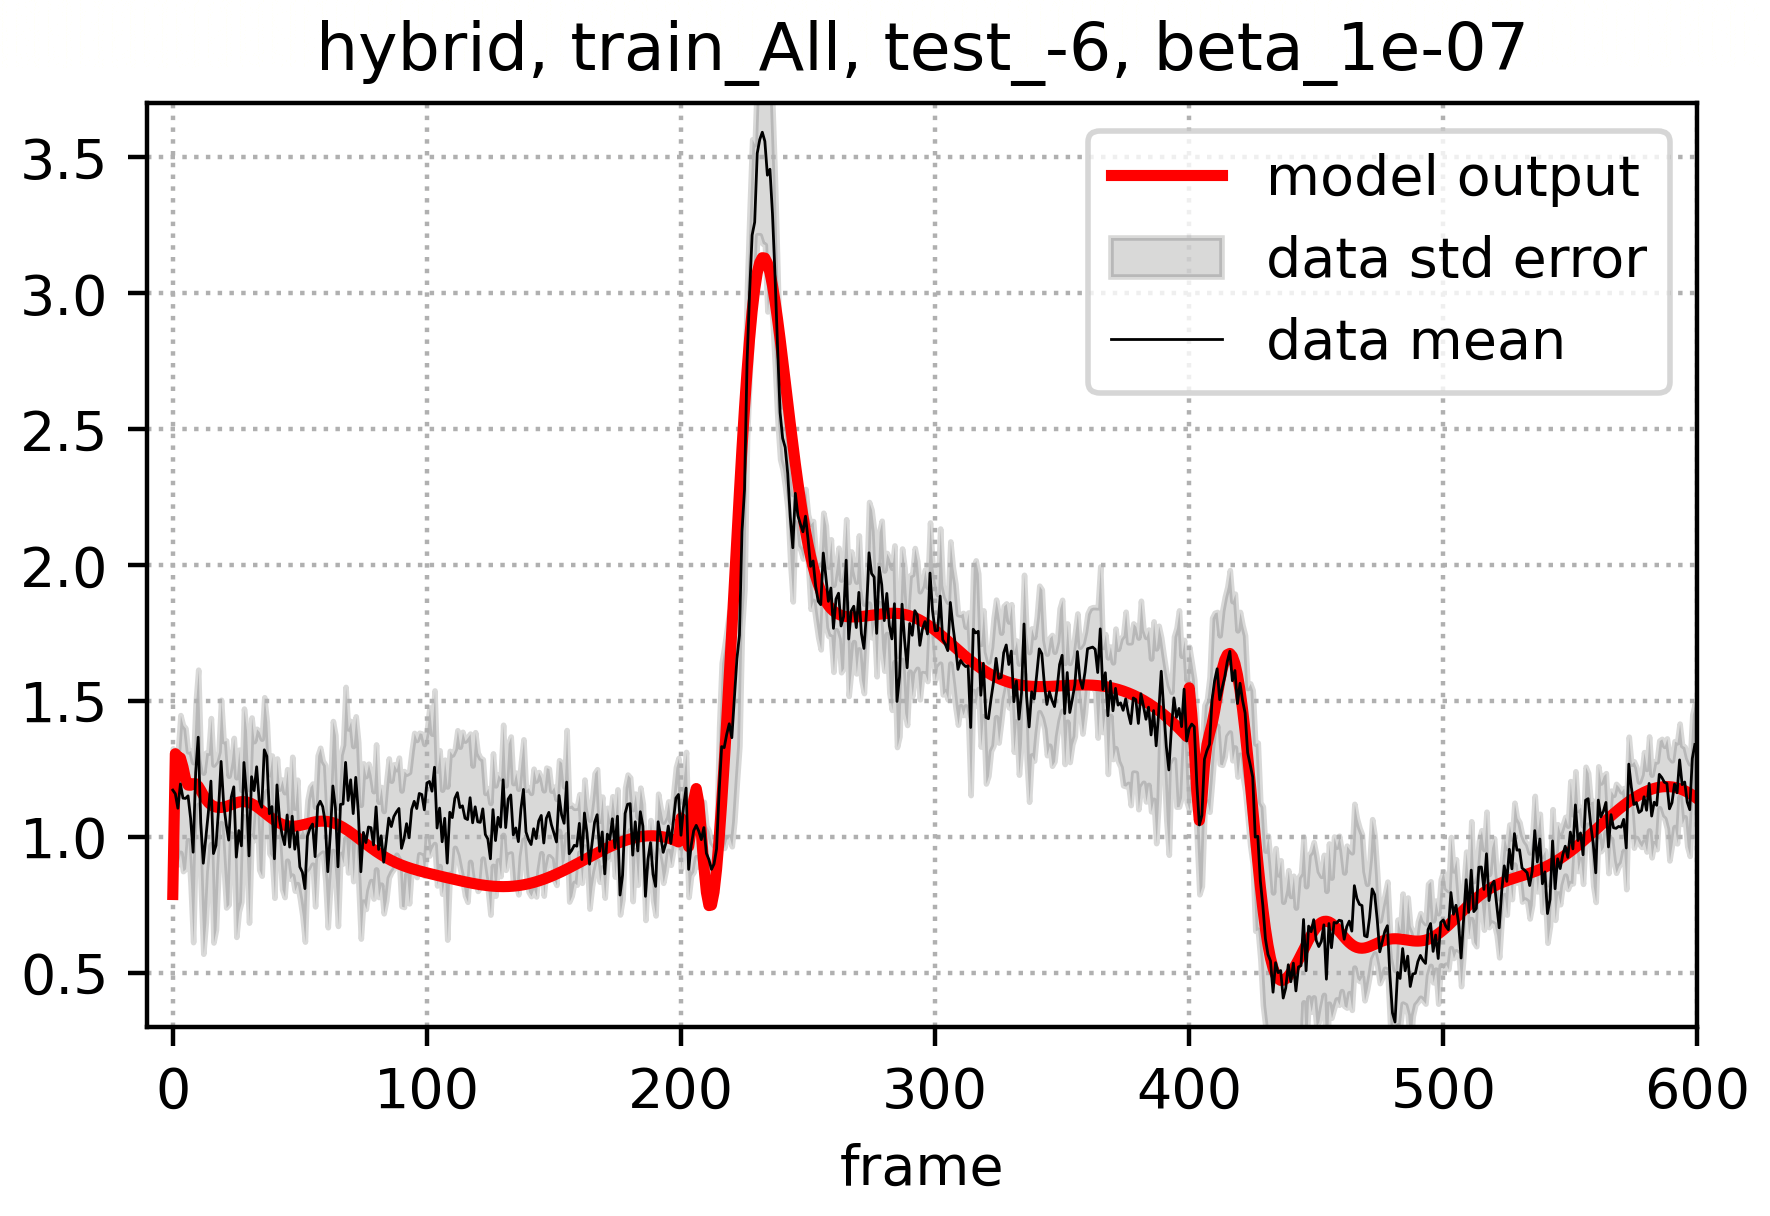 hybrid, train_All, test_-6, beta_1e-07
3.5
3.0
2.5
2.0
1.5
1.0
0.5
model output
data std error
data mean
0 100 200 300 400 500 600
frame